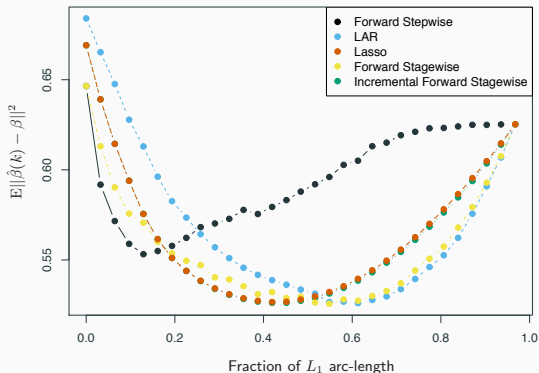 Forward Stepwise
LAR
Lasso
Forward Stagewise
Incremental Forward Stagewise
E||β̂(k) − β||²
0.65
0.60
0.55
0.0 0.2 0.4 0.6 0.8 1.0
Fraction of L₁ arc-length